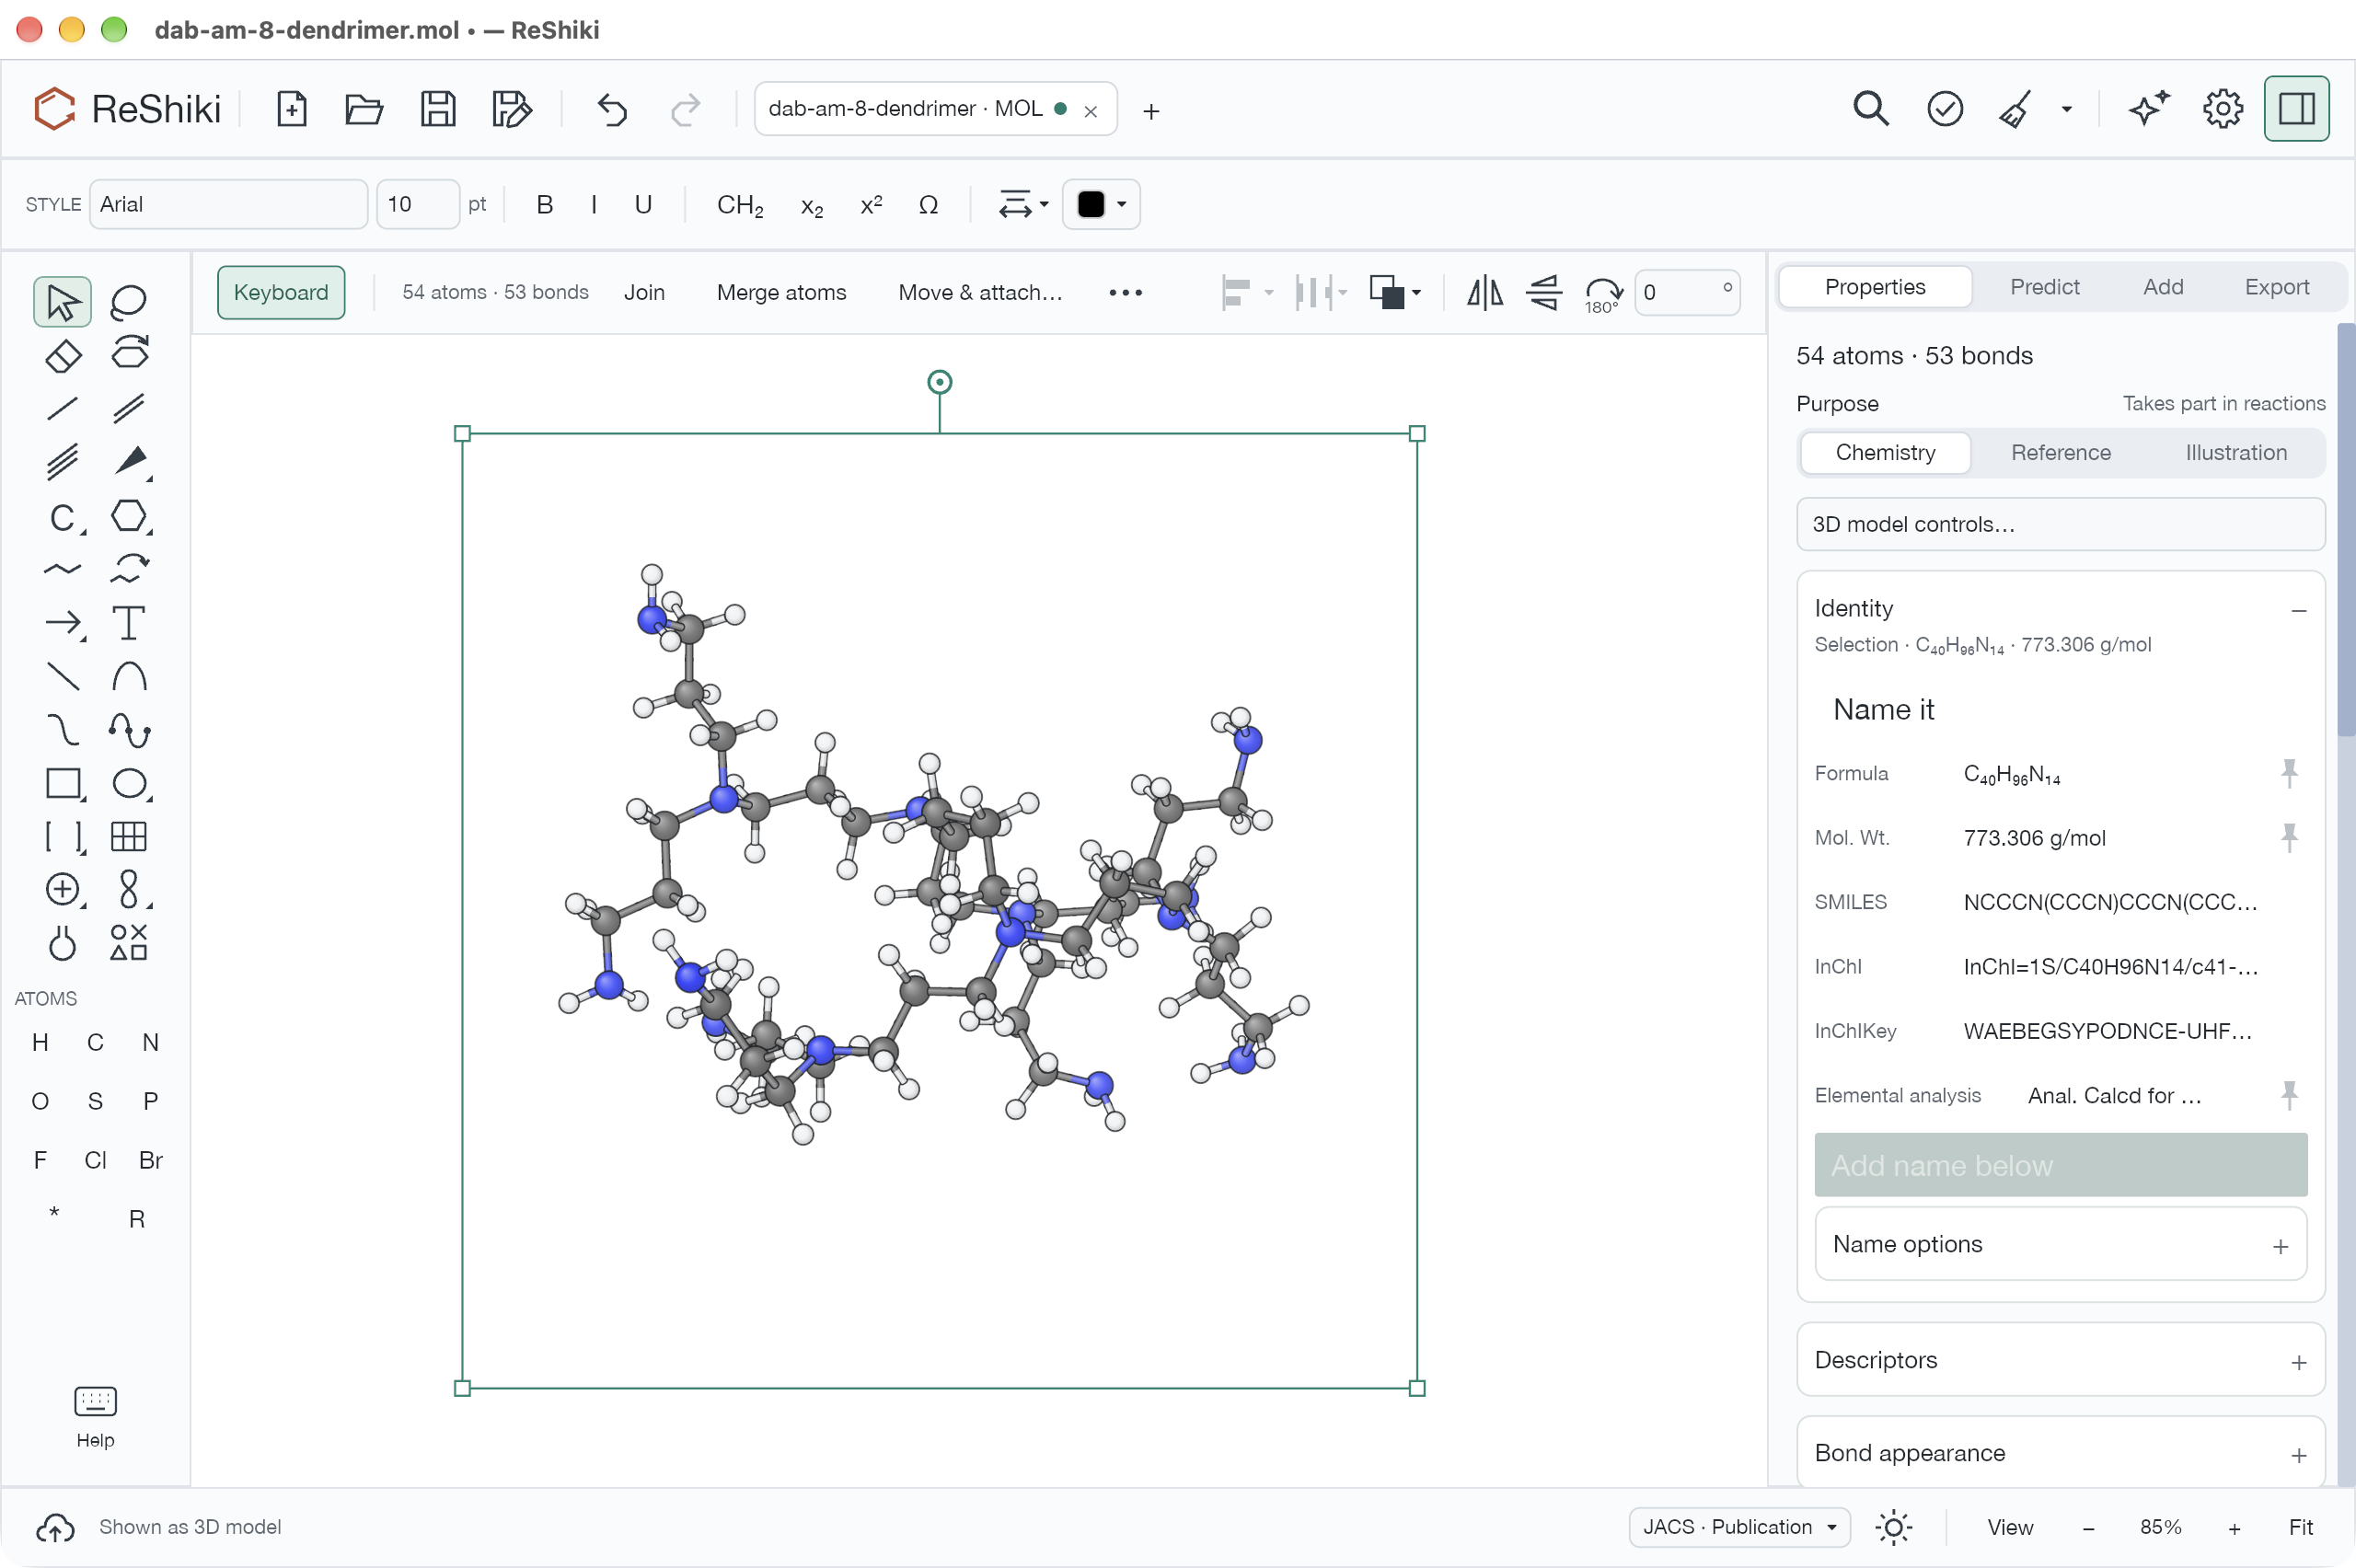 dab-am-8-dendrimer.mol • — ReShiki
ReShiki
dab-am-8-dendrimer · MOL
STYLE Arial 10 pt B I U CH₂ x₂ x² Ω
Keyboard 54 atoms · 53 bonds Join Merge atoms Move & attach... 180° 0 °
Properties Predict Add Export
54 atoms · 53 bonds
Purpose Takes part in reactions
Chemistry Reference Illustration
3D model controls...
Identity
Selection · C₄₀H₉₆N₁₄ · 773.306 g/mol
Name it
Formula C₄₀H₉₆N₁₄
Mol. Wt. 773.306 g/mol
SMILES NCCCN(CCCN)CCCN(CCC...
InChI InChI=1S/C40H96N14/c41-...
InChIKey WAEBEGSYPODNCE-UHF...
Elemental analysis Anal. Calcd for ...
Add name below
Name options
Descriptors
Bond appearance
C
T
ATOMS
H C N
O S P
F Cl Br
* R
Help
Shown as 3D model
JACS · Publication View − 85% + Fit